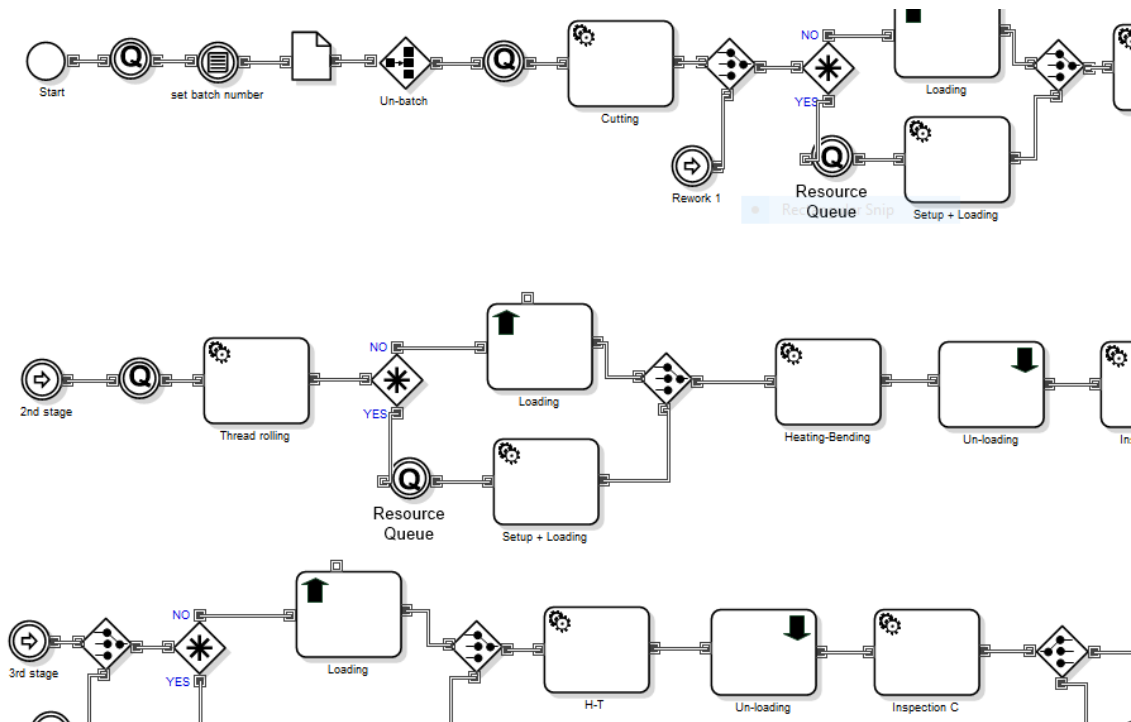 NO
Q
Q
Start
set batch number
Un-batch
Cutting
Loading
YES
Q
Rework 1
Resource
Queue
Rectangular Snip
Setup + Loading
NO
Q
2nd stage
Thread rolling
Loading
YES
Heating-Bending
Un-loading
Q
Resource
Queue
Setup + Loading
NO
3rd stage
Loading
YES
H-T
Un-loading
Inspection C